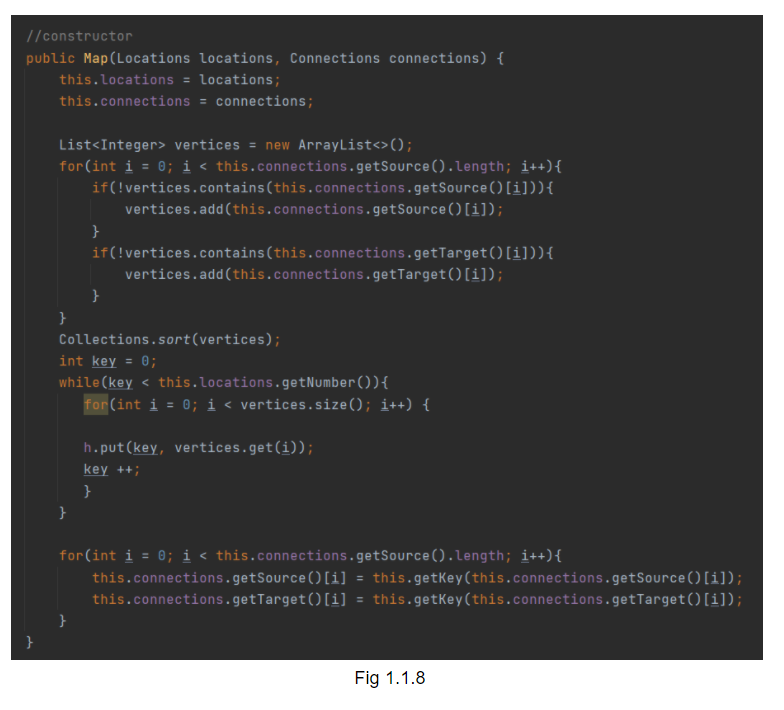 //constructor
public Map(Locations locations, Connections connections) {
    this.locations = locations;
    this.connections = connections;

    List<Integer> vertices = new ArrayList<>();
    for(int i = 0; i < this.connections.getSource().length; i++){
        if(!vertices.contains(this.connections.getSource()[i])){
            vertices.add(this.connections.getSource()[i]);
        }
        if(!vertices.contains(this.connections.getTarget()[i])){
            vertices.add(this.connections.getTarget()[i]);
        }
    }
    Collections.sort(vertices);
    int key = 0;
    while(key < this.locations.getNumber()){
       for(int i = 0; i < vertices.size(); i++) {

       h.put(key, vertices.get(i));
       key ++;
       }
    }

    for(int i = 0; i < this.connections.getSource().length; i++){
        this.connections.getSource()[i] = this.getKey(this.connections.getSource()[i]);
        this.connections.getTarget()[i] = this.getKey(this.connections.getTarget()[i]);
    }
}
Fig 1.1.8